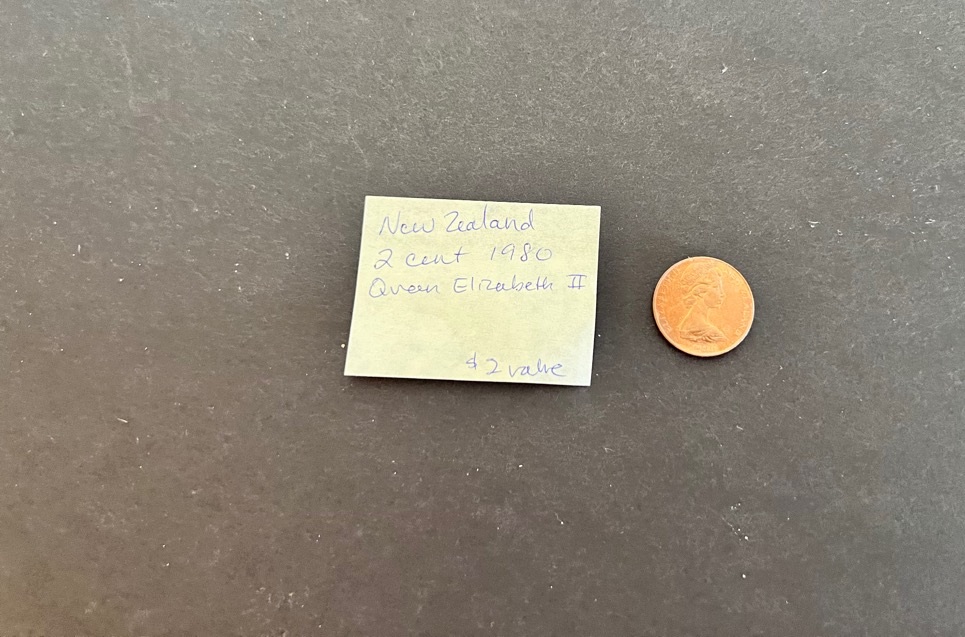 New Zealand
2 cent 1980
Queen Elizabeth II
$2 value